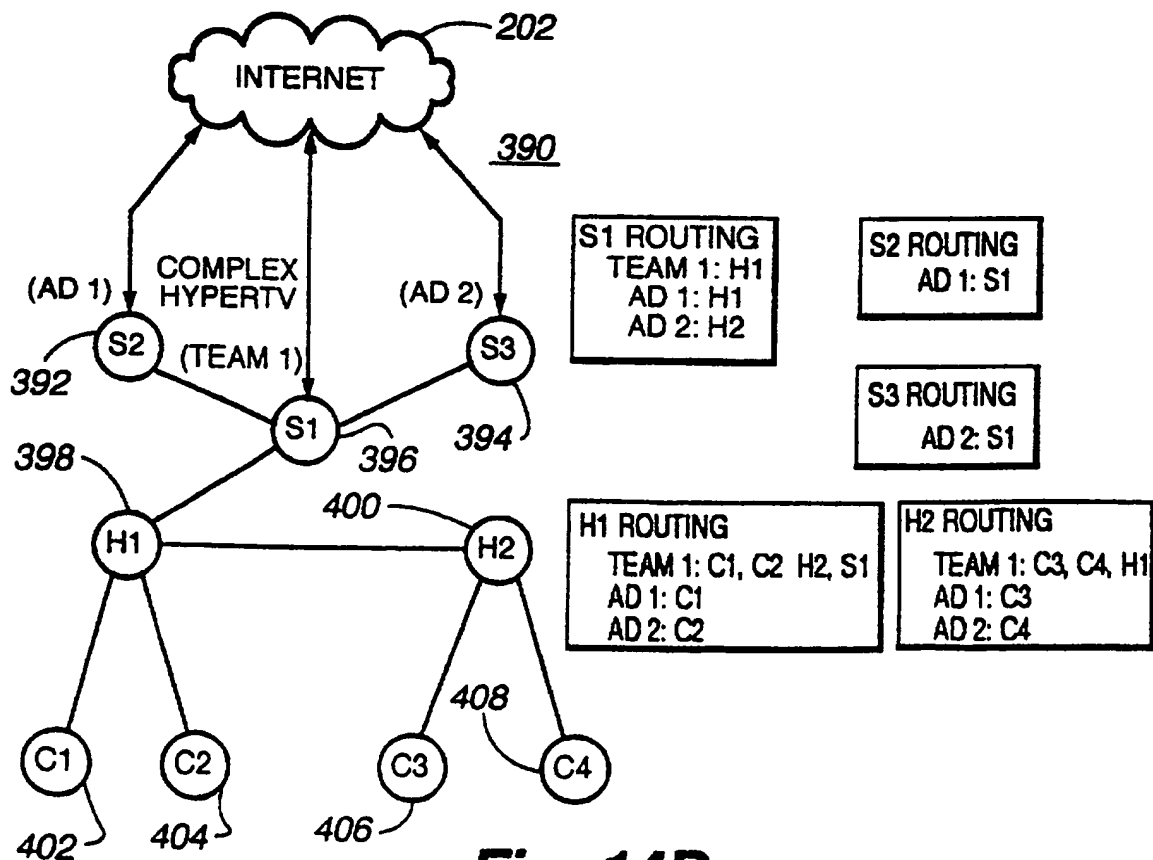 202
INTERNET
390
COMPLEX
HYPERTV
(AD 1)
(AD 2)
S2
(TEAM 1)
S3
392
S1
394
396
398
400
H1
H2
408
C1
C2
C3
C4
402
404
406
S1 ROUTING
TEAM 1: H1
AD 1: H1
AD 2: H2
S2 ROUTING
AD 1: S1
S3 ROUTING
AD 2: S1
H1 ROUTING
TEAM 1: C1, C2 H2, S1
AD 1: C1
AD 2: C2
H2 ROUTING
TEAM 1: C3, C4, H1
AD 1: C3
AD 2: C4